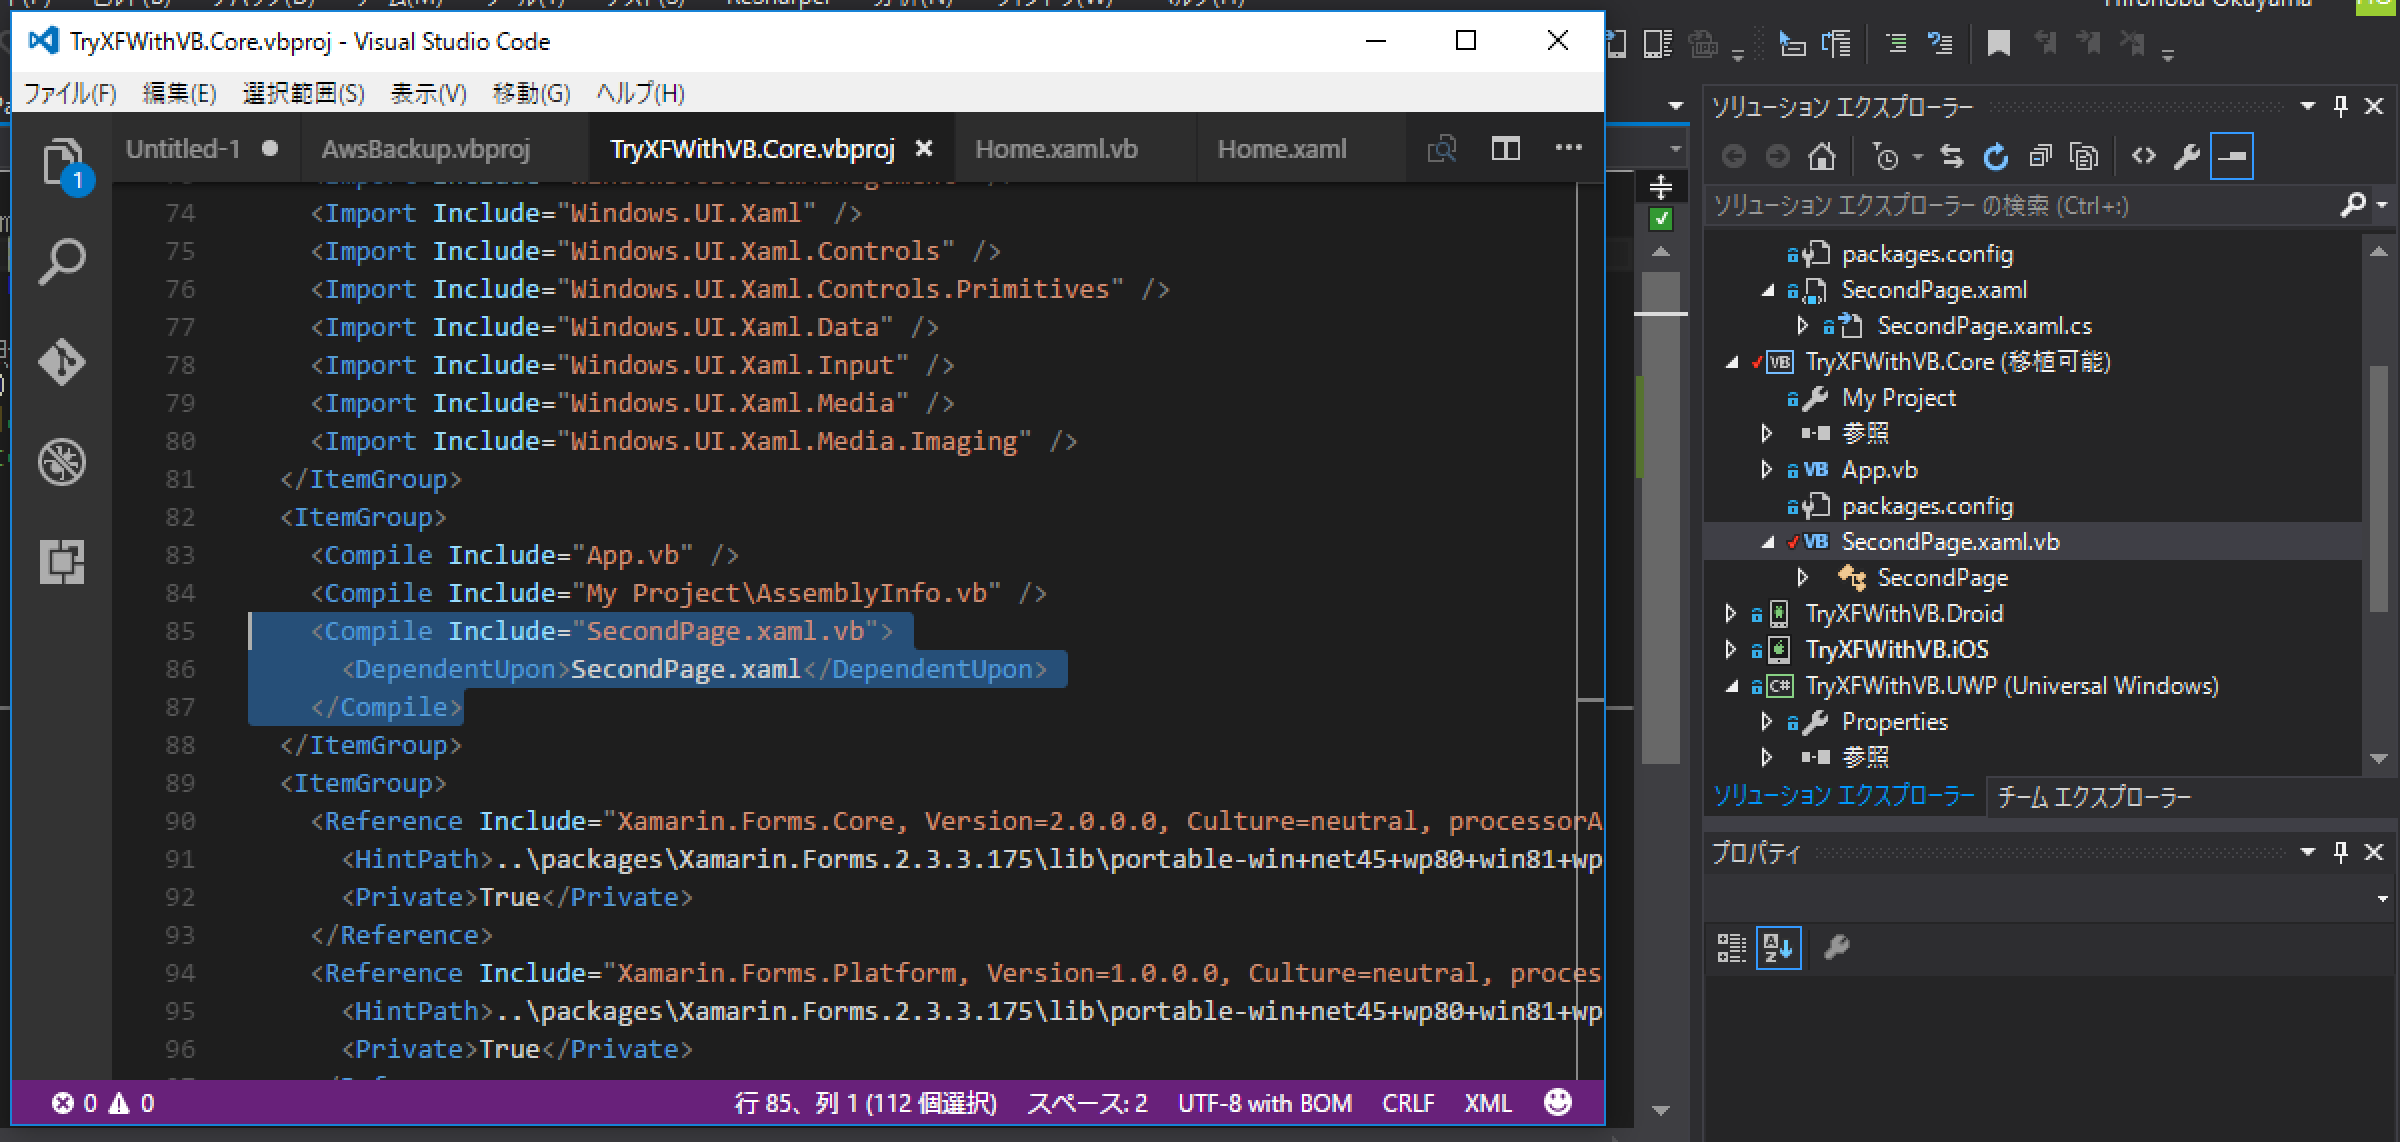 Hironobu Okuyama
TryXFWithVB.Core.vbproj - Visual Studio Code
ファイル(F) 編集(E) 選択範囲(S) 表示(V) 移動(G) ヘルプ(H)
Untitled-1 AwsBackup.vbproj TryXFWithVB.Core.vbproj Home.xaml.vb Home.xaml
1
74 <Import Include="Windows.UI.Xaml" />
75 <Import Include="Windows.UI.Xaml.Controls" />
76 <Import Include="Windows.UI.Xaml.Controls.Primitives" />
77 <Import Include="Windows.UI.Xaml.Data" />
78 <Import Include="Windows.UI.Xaml.Input" />
79 <Import Include="Windows.UI.Xaml.Media" />
80 <Import Include="Windows.UI.Xaml.Media.Imaging" />
81 </ItemGroup>
82 <ItemGroup>
83 <Compile Include="App.vb" />
84 <Compile Include="My Project\AssemblyInfo.vb" />
85 <Compile Include="SecondPage.xaml.vb">
86 <DependentUpon>SecondPage.xaml</DependentUpon>
87 </Compile>
88 </ItemGroup>
89 <ItemGroup>
90 <Reference Include="Xamarin.Forms.Core, Version=2.0.0.0, Culture=neutral, processorA
91 <HintPath>..\packages\Xamarin.Forms.2.3.3.175\lib\portable-win+net45+wp80+win81+wp
92 <Private>True</Private>
93 </Reference>
94 <Reference Include="Xamarin.Forms.Platform, Version=1.0.0.0, Culture=neutral, proces
95 <HintPath>..\packages\Xamarin.Forms.2.3.3.175\lib\portable-win+net45+wp80+win81+wp
96 <Private>True</Private>
0 0 行 85、列 1 (112 個選択) スペース: 2 UTF-8 with BOM CRLF XML
ソリューション エクスプローラー
ソリューション エクスプローラー の検索 (Ctrl+:)
packages.config
SecondPage.xaml
SecondPage.xaml.cs
VB TryXFWithVB.Core (移植可能)
My Project
参照
VB App.vb
packages.config
VB SecondPage.xaml.vb
SecondPage
TryXFWithVB.Droid
TryXFWithVB.iOS
C# TryXFWithVB.UWP (Universal Windows)
Properties
参照
ソリューション エクスプローラー チーム エクスプローラー
プロパティ